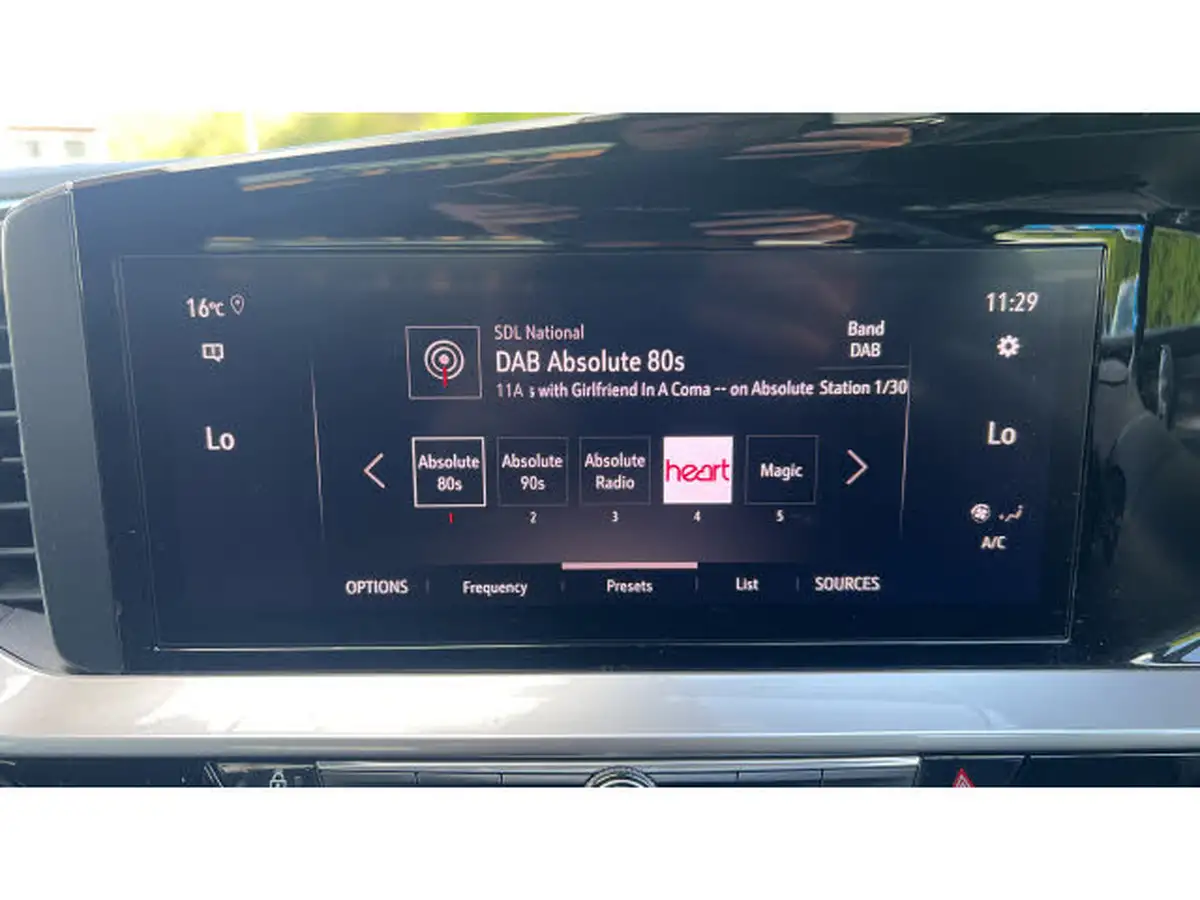 16°C
11:29
SDL National
DAB Absolute 80s
11A s with Girlfriend In A Coma -- on Absolute Station 1/30
Band
DAB
Lo
Lo
Absolute 80s
Absolute 90s
Absolute Radio
heart
Magic
1
2
3
4
5
A/C
OPTIONS
Frequency
Presets
List
SOURCES